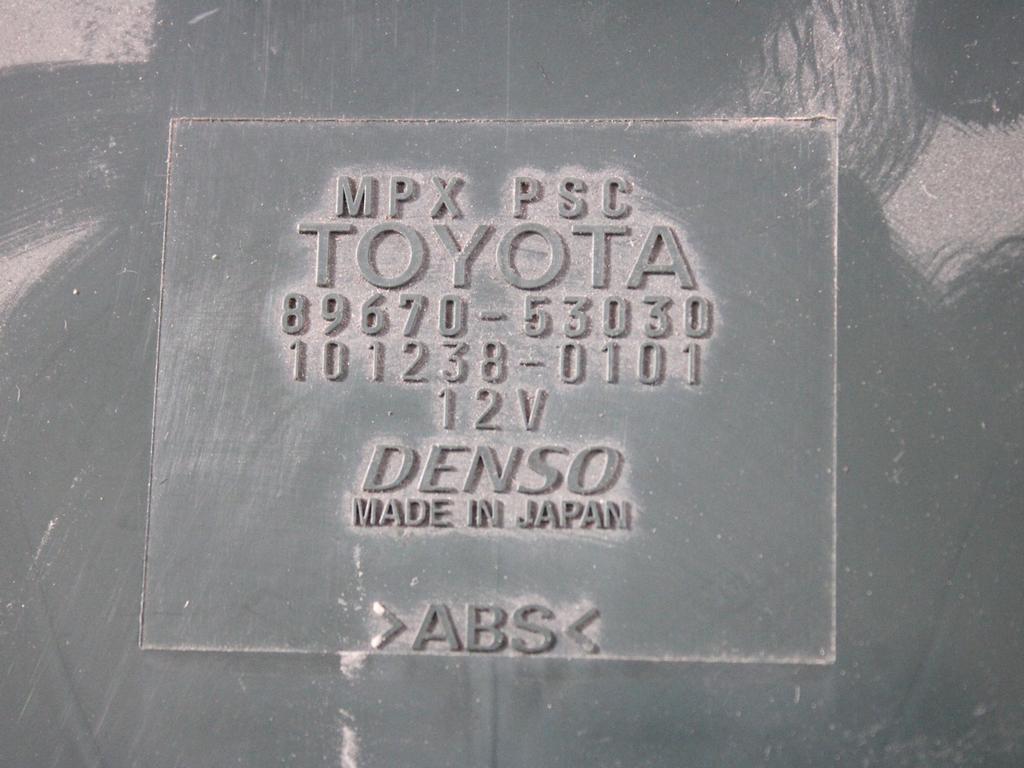 MPX PSC
TOYOTA
89670-53030
101238-0101
12V
DENSO
MADE IN JAPAN
>ABS<